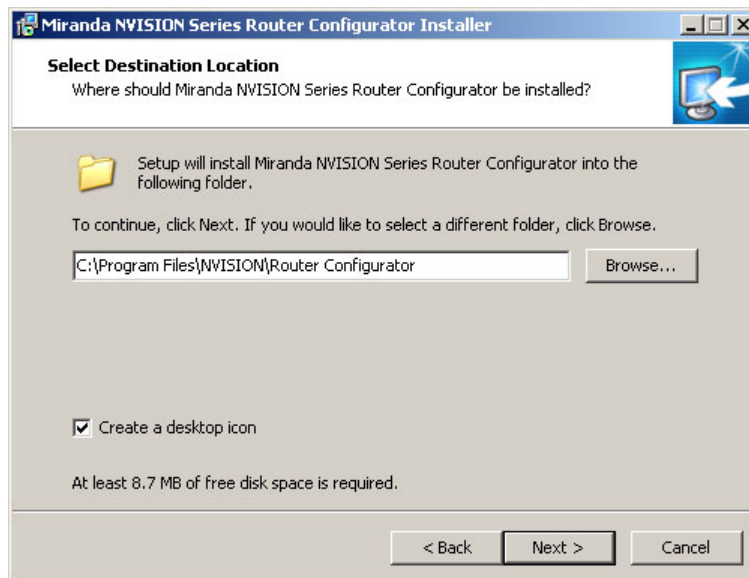 Miranda NVISION Series Router Configurator Installer
Select Destination Location
Where should Miranda NVISION Series Router Configurator be installed?
Setup will install Miranda NVISION Series Router Configurator into the
following folder.
To continue, click Next. If you would like to select a different folder, click Browse.
C:\Program Files\NVISION\Router Configurator
Browse...
Create a desktop icon
At least 8.7 MB of free disk space is required.
< Back
Next >
Cancel